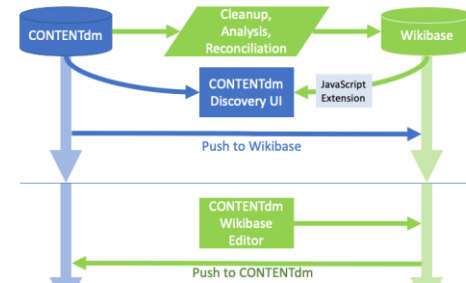 CONTENTdm
Cleanup,
Analysis,
Reconciliation
Wikibase
CONTENTdm
Discovery UI
JavaScript
Extension
Push to Wikibase
CONTENTdm
Wikibase
Editor
Push to CONTENTdm